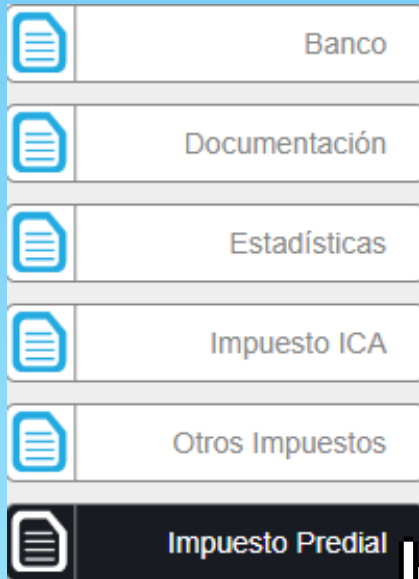 Banco
Documentación
Estadísticas
Impuesto ICA
Otros Impuestos
Impuesto Predial